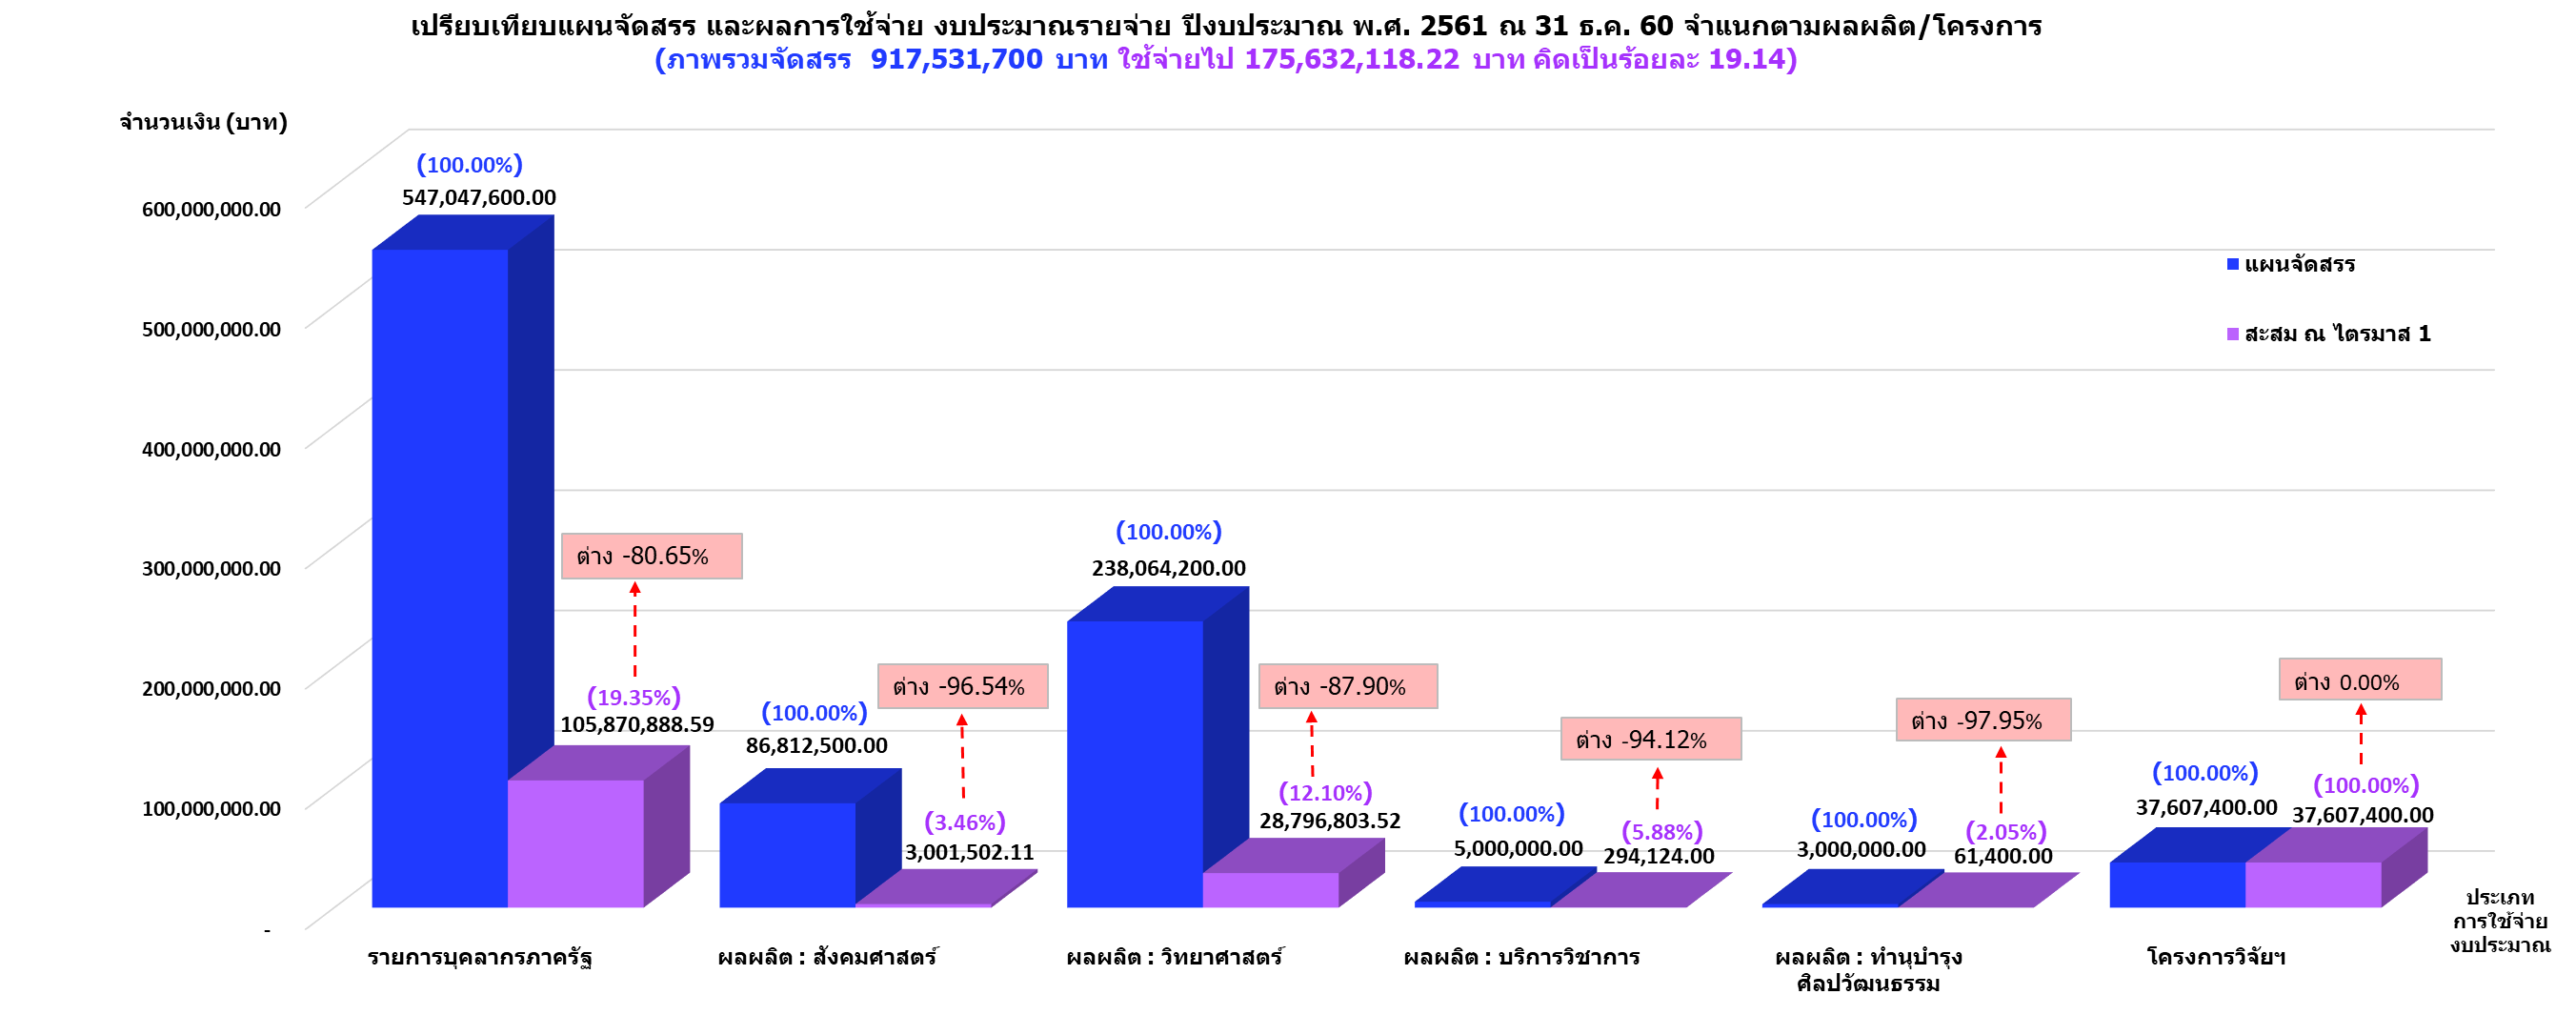 เปรียบเทียบแผนจัดสรร และผลการใช้จ่าย งบประมาณรายจ่าย ปีงบประมาณ พ.ศ. 2561 ณ 31 ธ.ค. 60 จำแนกตามผลผลิต/โครงการ
(ภาพรวมจัดสรร 917,531,700 บาท ใช้จ่ายไป 175,632,118.22 บาท คิดเป็นร้อยละ 19.14)
จำนวนเงิน (บาท)
600,000,000.00
500,000,000.00
400,000,000.00
300,000,000.00
200,000,000.00
100,000,000.00
-
แผนจัดสรร
สะสม ณ ไตรมาส 1
(100.00%)
547,047,600.00
ต่าง -80.65%
(19.35%)
105,870,888.59
(100.00%)
86,812,500.00
ต่าง -96.54%
(3.46%)
3,001,502.11
(100.00%)
238,064,200.00
ต่าง -87.90%
(12.10%)
28,796,803.52
(100.00%)
5,000,000.00
ต่าง -94.12%
(5.88%)
294,124.00
(100.00%)
3,000,000.00
ต่าง -97.95%
(2.05%)
61,400.00
(100.00%)
37,607,400.00
ต่าง 0.00%
(100.00%)
37,607,400.00
รายการบุคลากรภาครัฐ
ผลผลิต : สังคมศาสตร์
ผลผลิต : วิทยาศาสตร์
ผลผลิต : บริการวิชาการ
ผลผลิต : ทำนุบำรุง
ศิลปวัฒนธรรม
โครงการวิจัยฯ
ประเภท
การใช้จ่าย
งบประมาณ